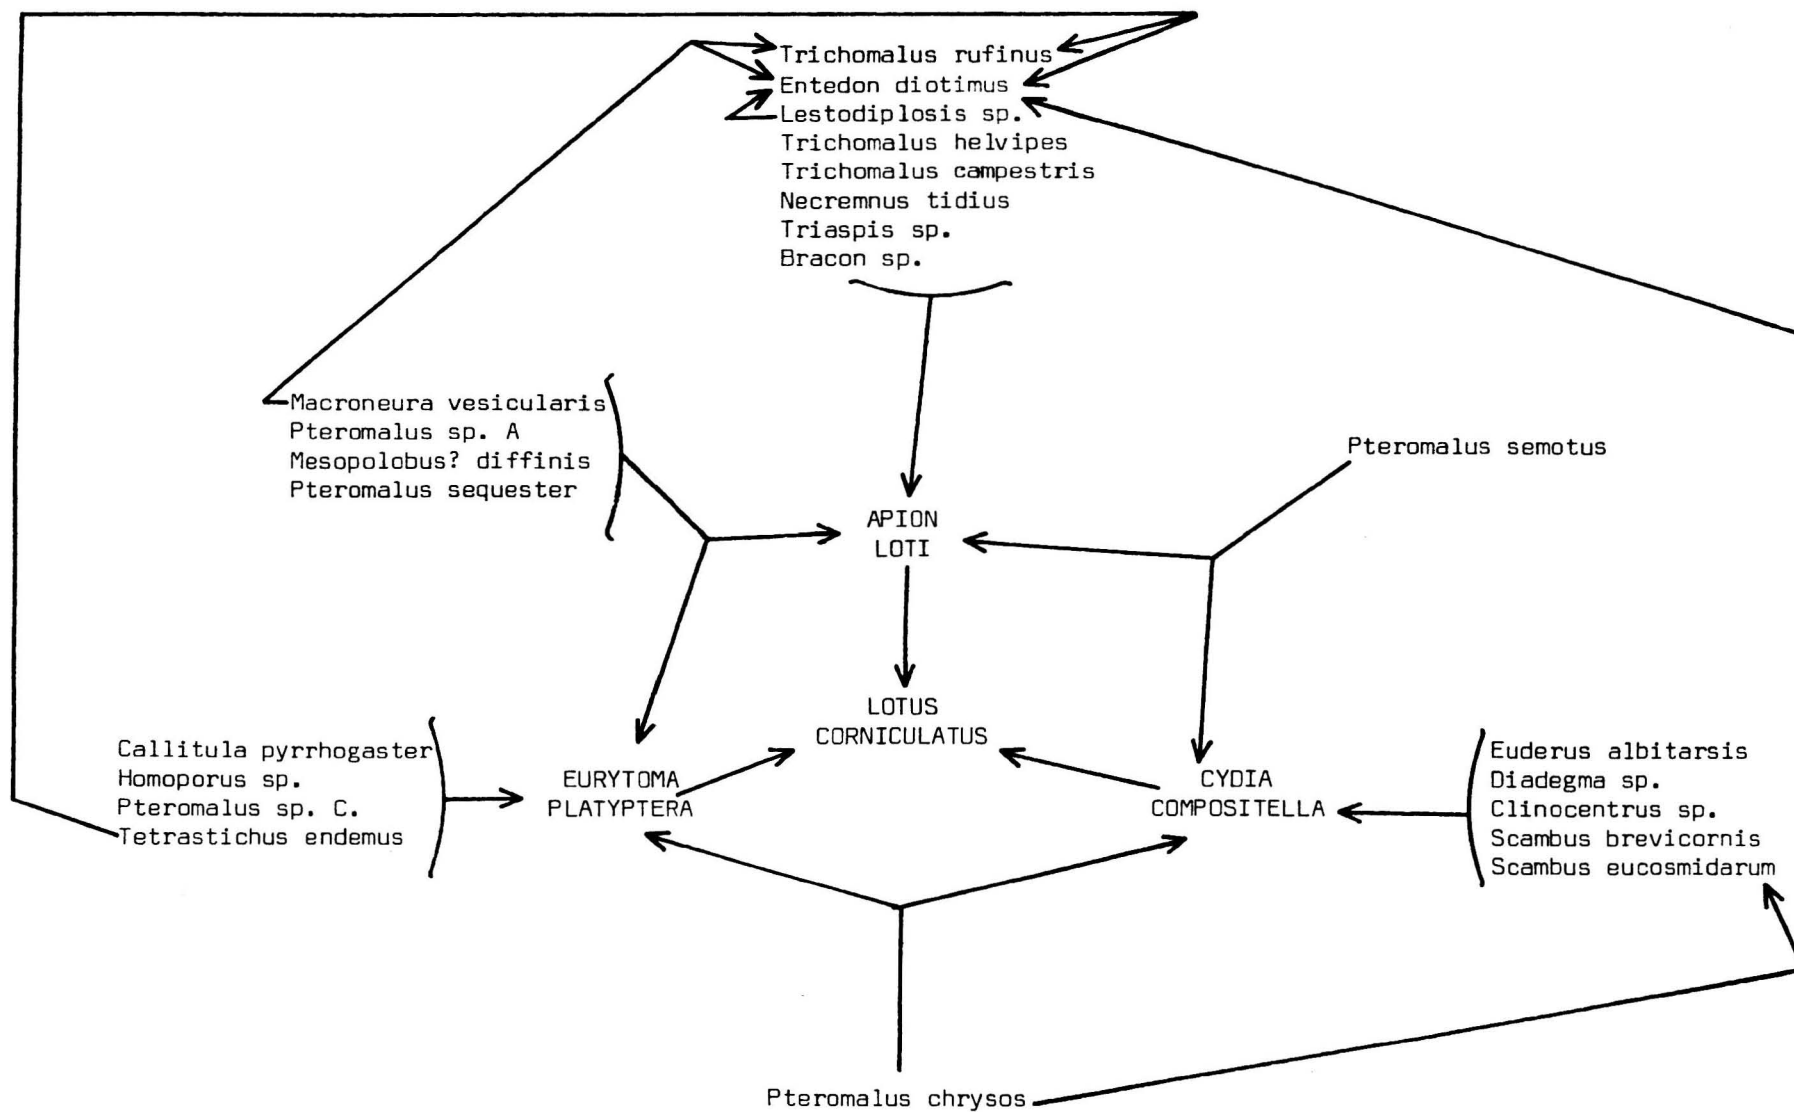 Trichomalus rufinus
Entedon diotimus
Lestodiplosis sp.
Trichomalus helvipes
Trichomalus campestris
Necremnus tidius
Triaspis sp.
Bracon sp.
Macroneura vesicularis
Pteromalus sp. A
Mesopolobus? diffinis
Pteromalus sequester
Pteromalus semotus
APION
LOTI
LOTUS
CORNICULATUS
Callitula pyrrhogaster
Homoporus sp.
Pteromalus sp. C.
Tetrastichus endemus
EURYTOMA
PLATYPTERA
CYDIA
COMPOSITELLA
Euderus albitarsis
Diadegma sp.
Clinocentrus sp.
Scambus brevicornis
Scambus eucosmidarum
Pteromalus chrysos